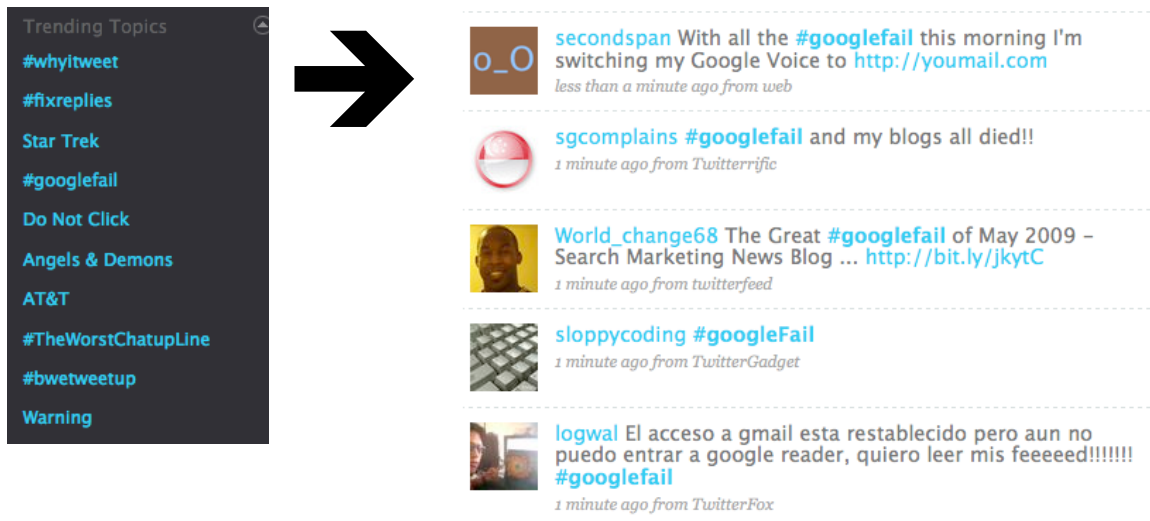 Trending Topics
#whyitweet
#fixreplies
Star Trek
#googlefail
Do Not Click
Angels & Demons
AT&T
#TheWorstChatupLine
#bwetweetup
Warning
o_O
secondspan With all the #googlefail this morning I'm
switching my Google Voice to http://youmail.com
less than a minute ago from web
sgcomplains #googlefail and my blogs all died!!
1 minute ago from Twitterrific
World_change68 The Great #googlefail of May 2009 –
Search Marketing News Blog ... http://bit.ly/jkytC
1 minute ago from twitterfeed
sloppycoding #googleFail
1 minute ago from TwitterGadget
logwal El acceso a gmail esta restablecido pero aun no
puedo entrar a google reader, quiero leer mis feeeeed!!!!!!!
#googlefail
1 minute ago from TwitterFox